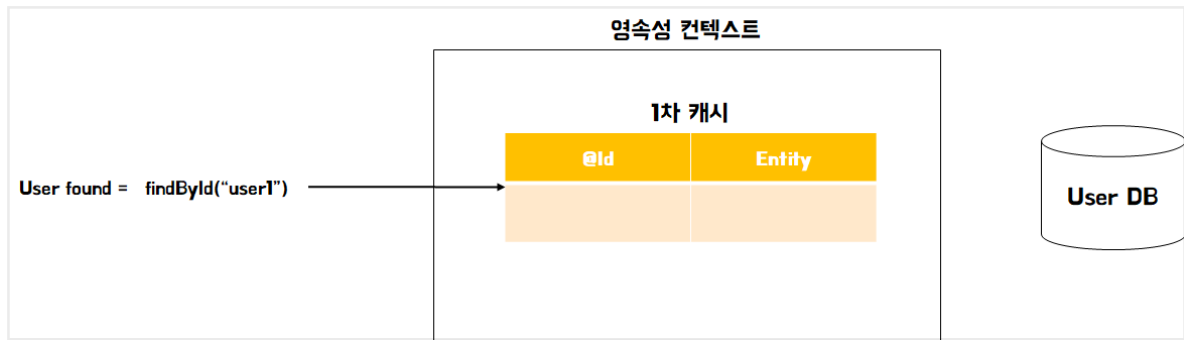 영속성 컨텍스트
1차 캐시
@Id Entity
User found = findById(“user1”)
User DB